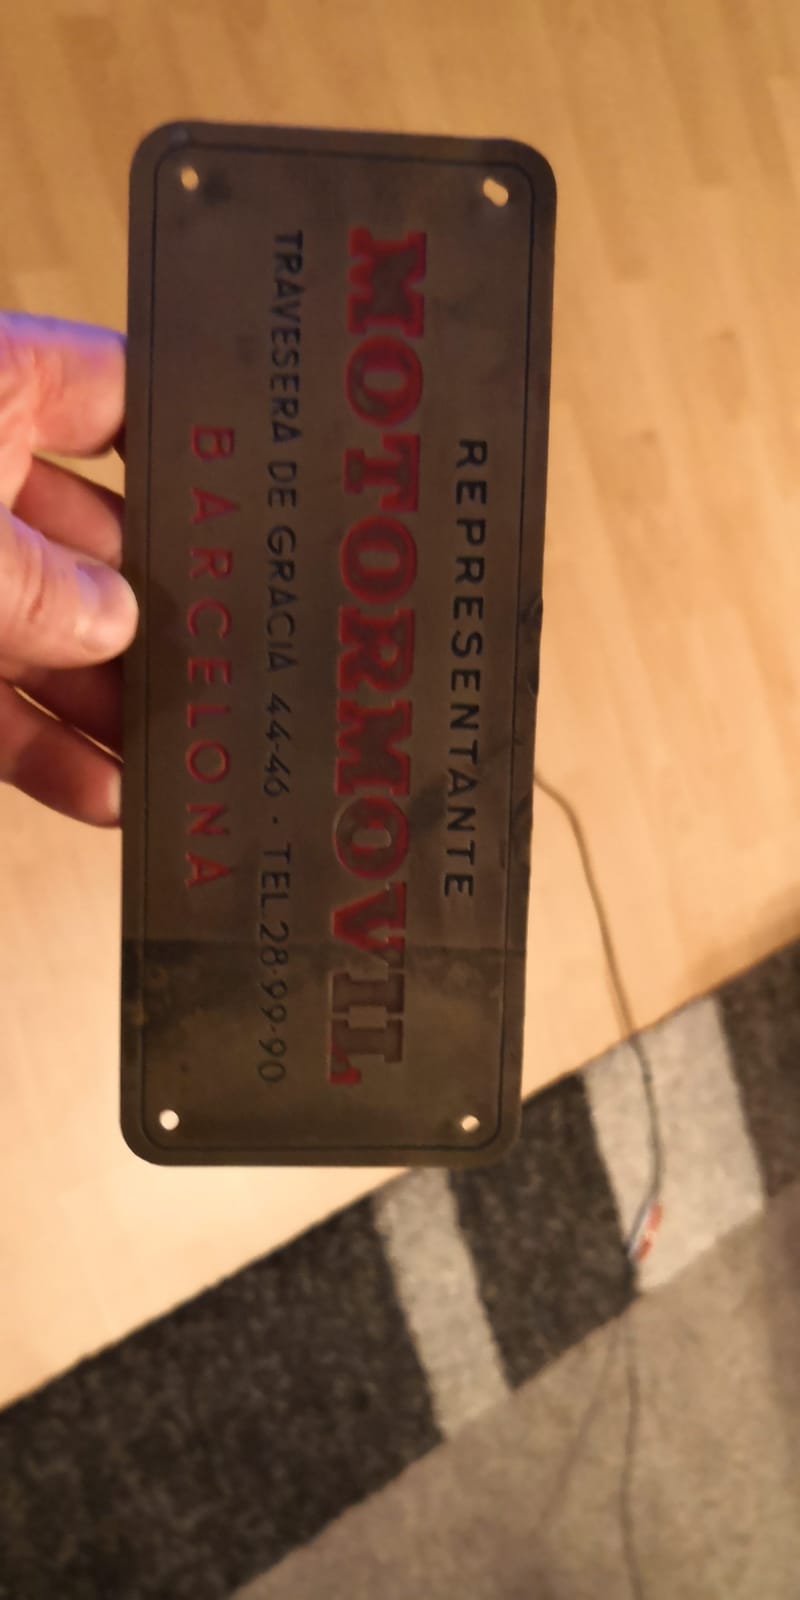 REPRESENTANTE
MOTORMOVIL
TRAVESERA DE GRACIA 44-46 · TEL. 28-99-90
BARCELONA